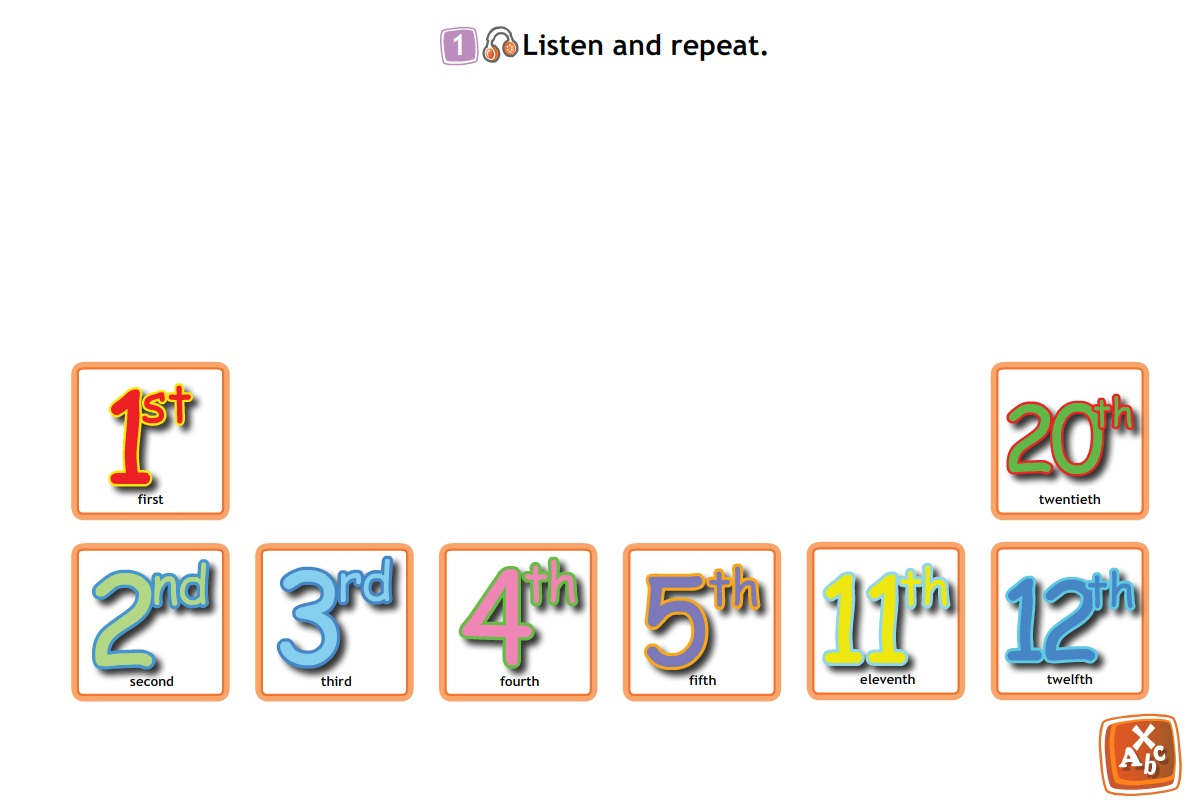 1 Listen and repeat.
1st
first
20th
twentieth
2nd
second
3rd
third
4th
fourth
5th
fifth
11th
eleventh
12th
twelfth
X
Abc